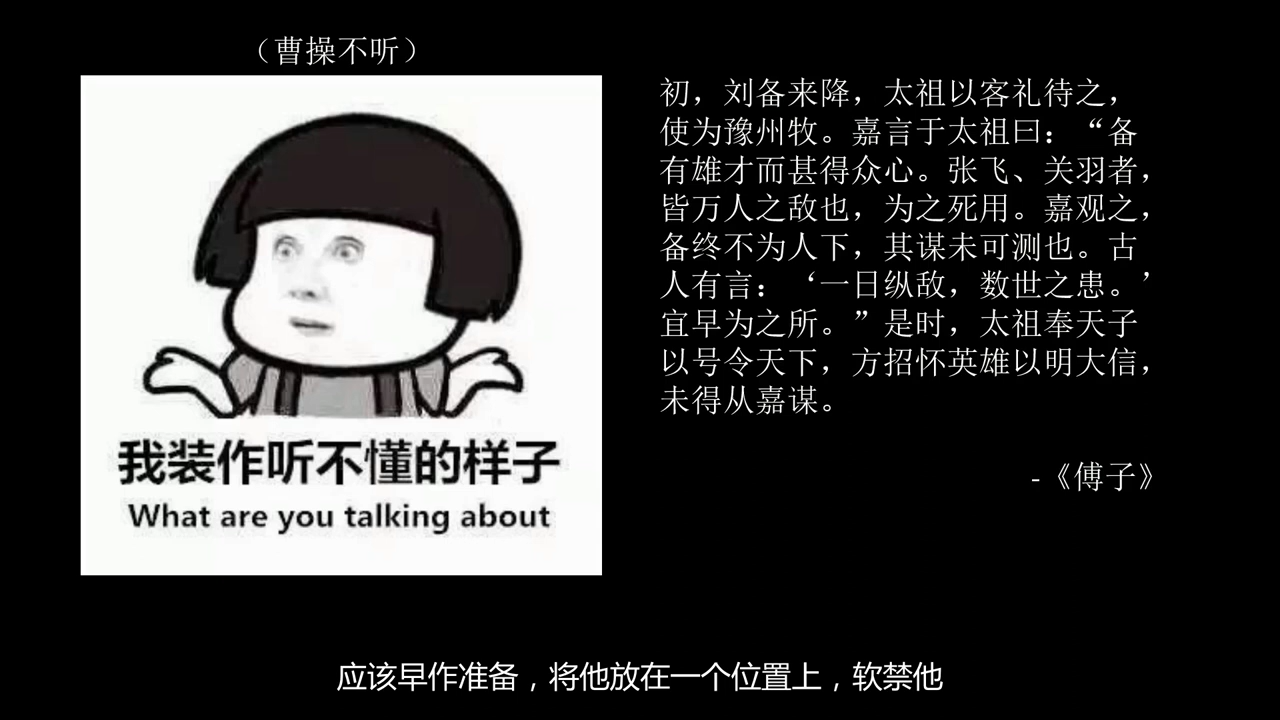 （曹操不听）
我装作听不懂的样子
What are you talking about
初，刘备来降，太祖以客礼待之，
使为豫州牧。嘉言于太祖曰：“备
有雄才而甚得众心。张飞、关羽者，
皆万人之敌也，为之死用。嘉观之，
备终不为人下，其谋未可测也。古
人有言：‘一日纵敌，数世之患。’
宜早为之所。”是时，太祖奉天子
以号令天下，方招怀英雄以明大信，
未得从嘉谋。
-《傅子》
应该早作准备，将他放在一个位置上，软禁他